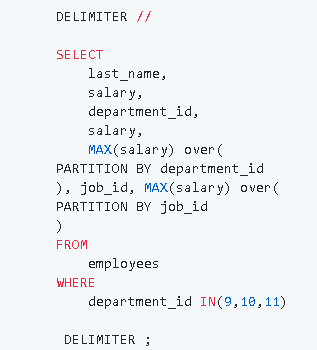 DELIMITER //
SELECT
last_name,
salary,
department_id,
salary,
MAX(salary) over(
PARTITION BY department_id
), job_id, MAX(salary) over(
PARTITION BY job_id
)
FROM
employees
WHERE
department_id IN(9,10,11)
DELIMITER ;